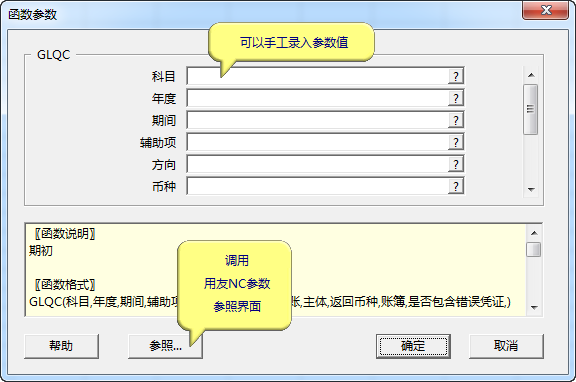 函数参数
可以手工录入参数值
GLQC
科目
?
年度
?
期间
?
辅助项
?
方向
?
币种
?
〖函数说明〗
期初
〖函数格式〗
GLQC(科目,年度,期间,辅助项
账,主体,返回币种,账簿,是否包含错误凭证,)
调用
用友NC参数
参照界面
帮助
参照...
确定
取消